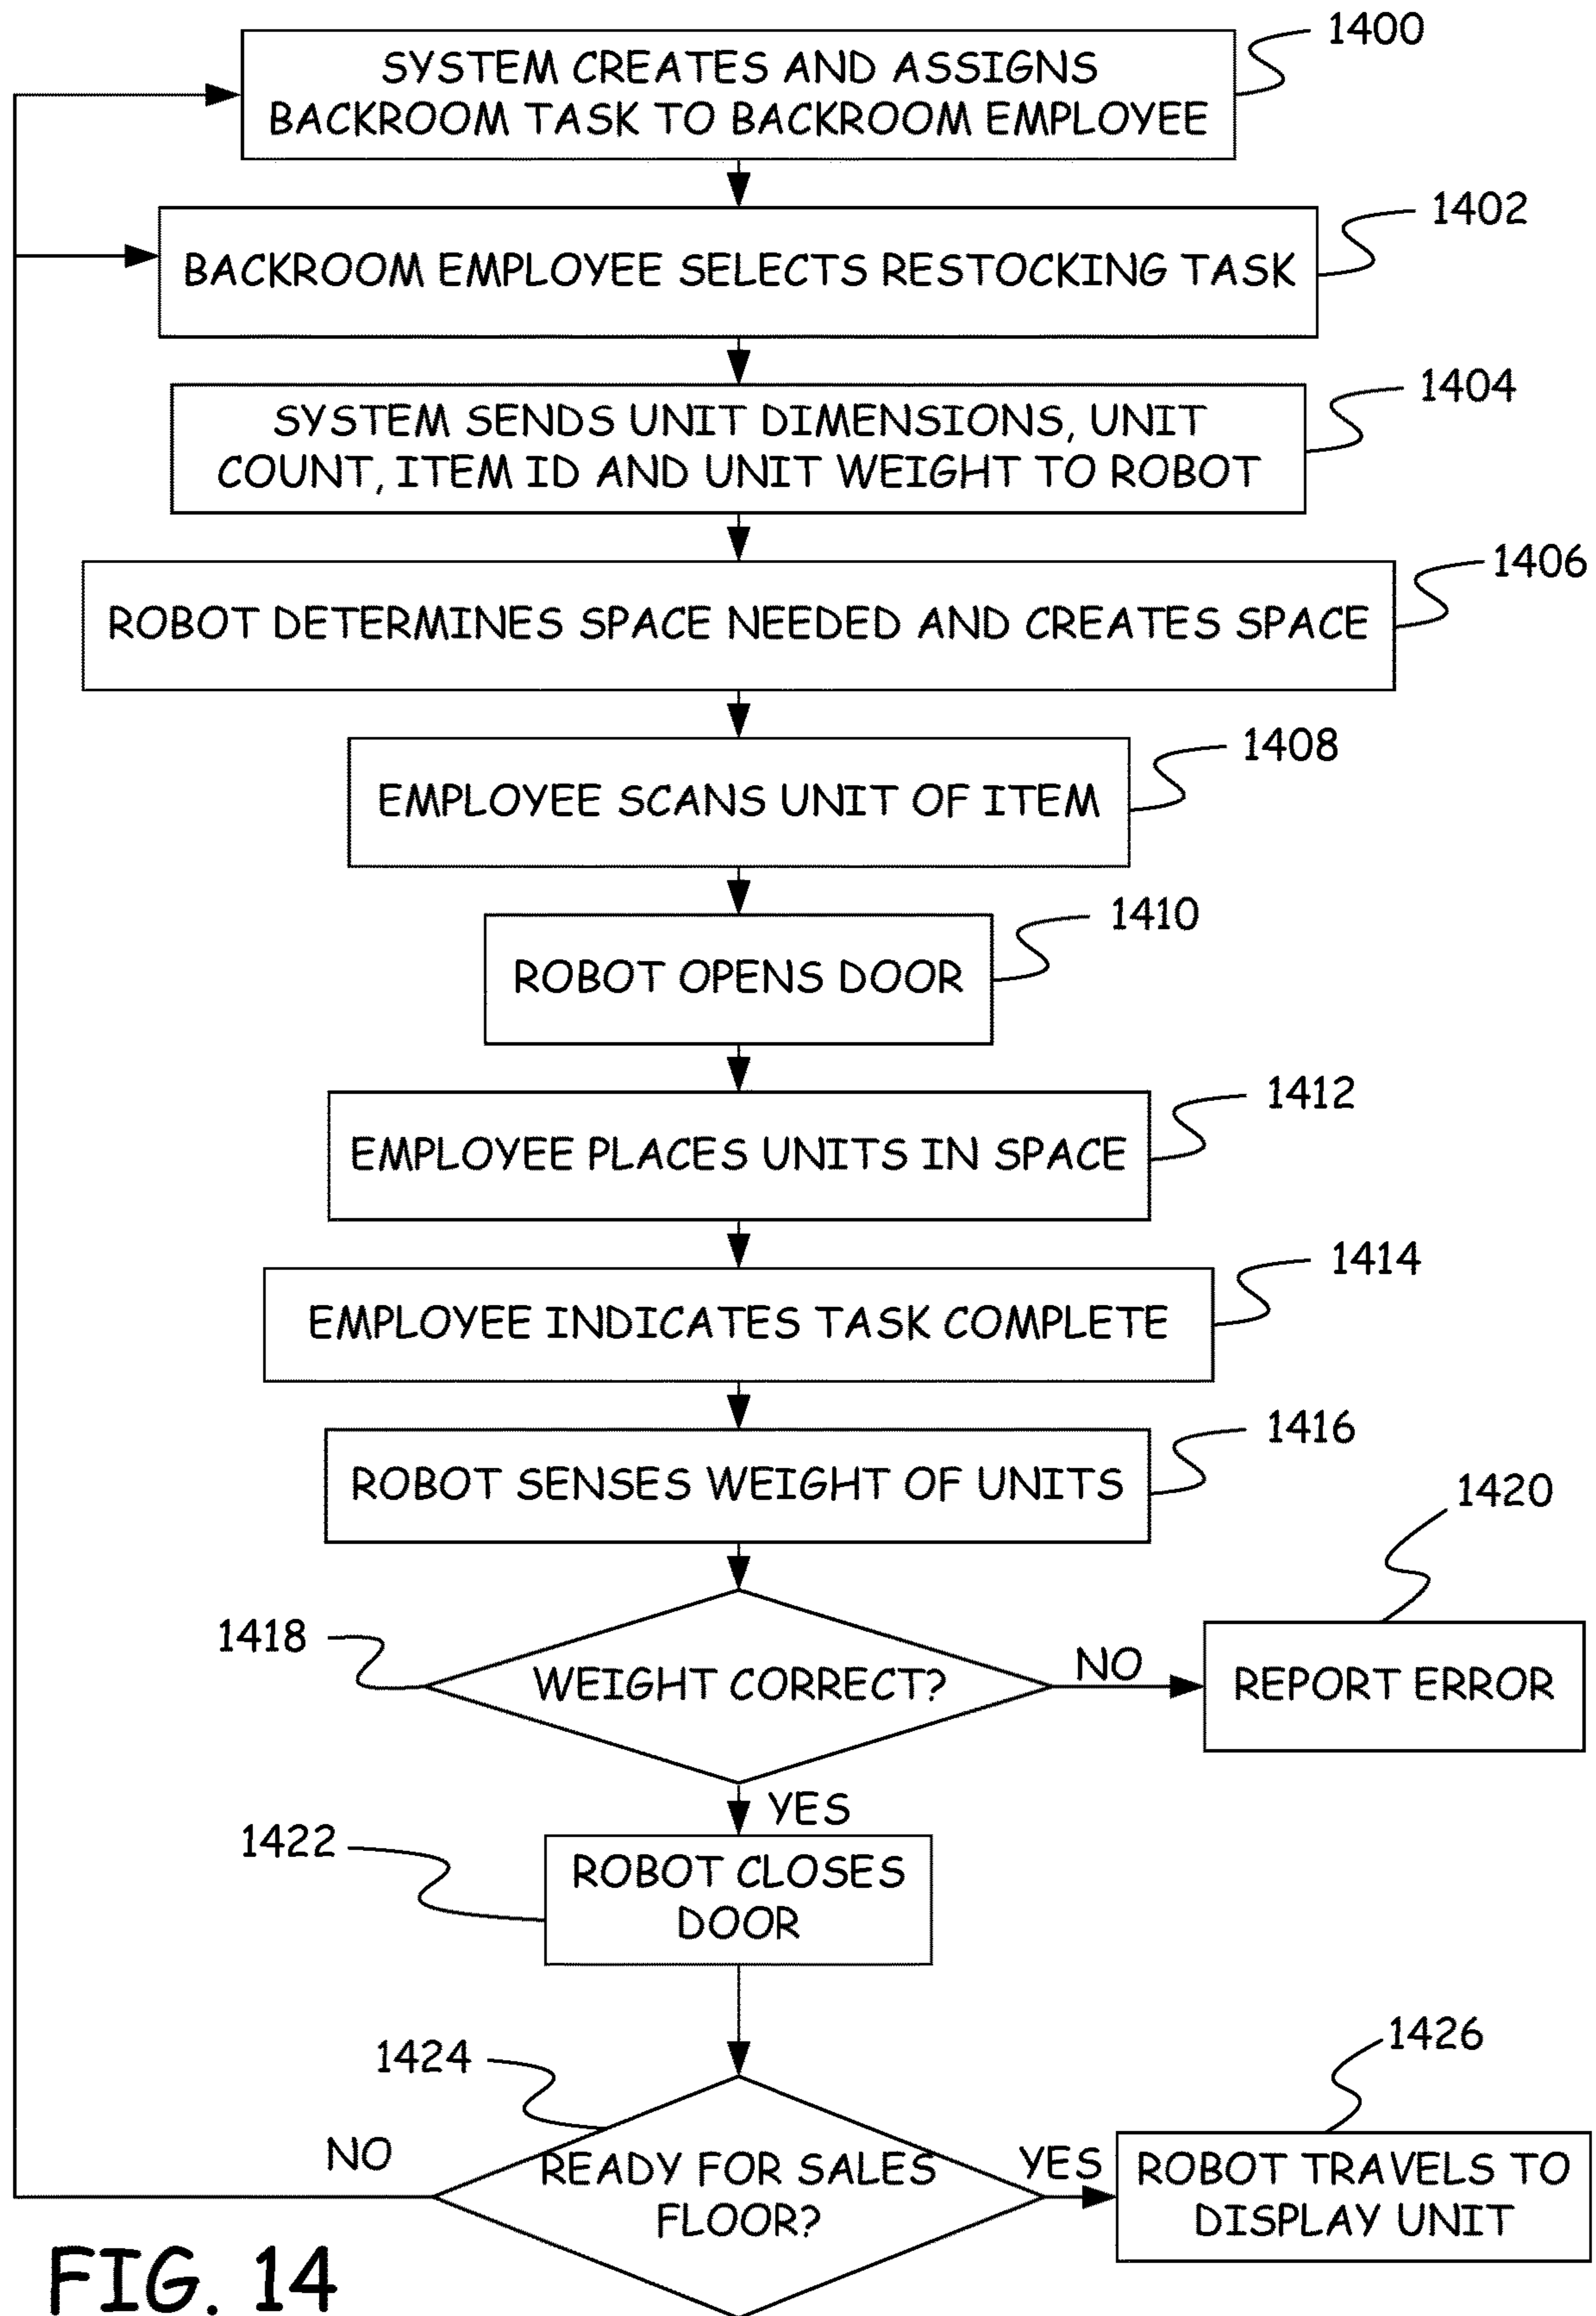 1400
SYSTEM CREATES AND ASSIGNS
BACKROOM TASK TO BACKROOM EMPLOYEE
1402
BACKROOM EMPLOYEE SELECTS RESTOCKING TASK
1404
SYSTEM SENDS UNIT DIMENSIONS, UNIT
COUNT, ITEM ID AND UNIT WEIGHT TO ROBOT
1406
ROBOT DETERMINES SPACE NEEDED AND CREATES SPACE
1408
EMPLOYEE SCANS UNIT OF ITEM
1410
ROBOT OPENS DOOR
1412
EMPLOYEE PLACES UNITS IN SPACE
1414
EMPLOYEE INDICATES TASK COMPLETE
1416
ROBOT SENSES WEIGHT OF UNITS
1420
1418
WEIGHT CORRECT?
NO
REPORT ERROR
YES
1422
ROBOT CLOSES
DOOR
1424
1426
NO
READY FOR SALES
FLOOR?
YES
ROBOT TRAVELS TO
DISPLAY UNIT
FIG. 14